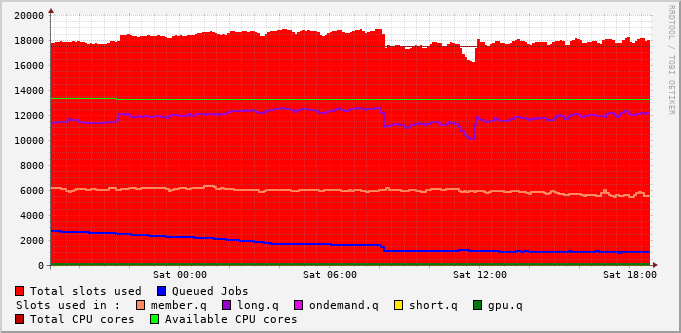 20000
18000
16000
14000
12000
10000
8000
6000
4000
2000
0
Sat 00:00 Sat 06:00 Sat 12:00 Sat 18:00
RRDTOOL / TOBI OETIKER
Total slots used Queued Jobs
Slots used in : member.q long.q ondemand.q short.q gpu.q
Total CPU cores Available CPU cores